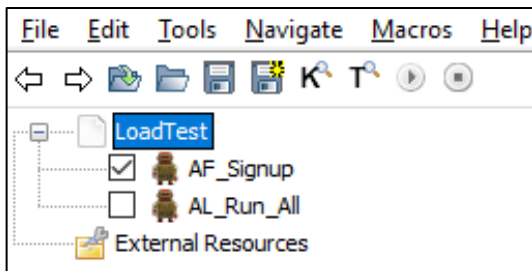 File Edit Tools Navigate Macros Help
K T
LoadTest
AF_Signup
AL_Run_All
External Resources